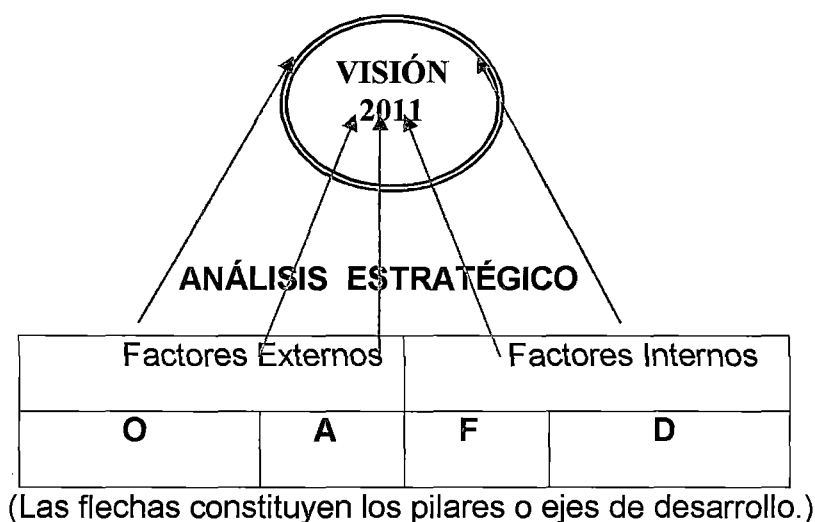 VISIÓN
2011
ANÁLISIS ESTRATÉGICO
Factores Externos Factores Internos
O A F D
(Las flechas constituyen los pilares o ejes de desarrollo.)